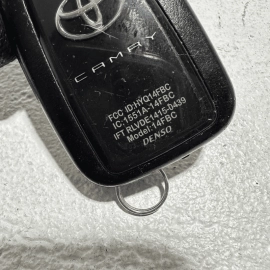 CAMRY
FCC ID:HYQ14FBC
IC:1551A-14FBC
IFT RLVDE1415-0439
Model:14FBC
DENSO